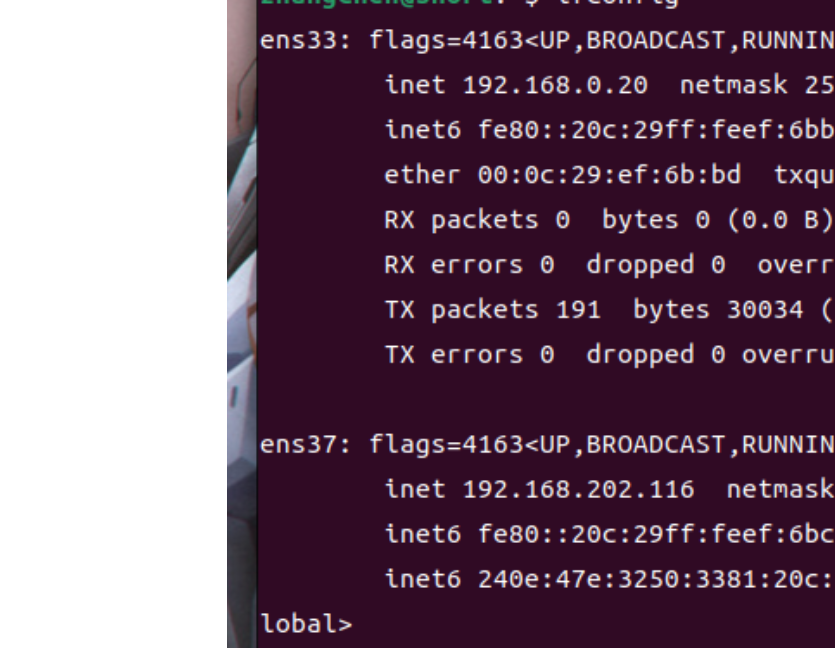 ens33: flags=4163<UP,BROADCAST,RUNNIN
inet 192.168.0.20 netmask 25
inet6 fe80::20c:29ff:feef:6bb
ether 00:0c:29:ef:6b:bd txqu
RX packets 0 bytes 0 (0.0 B)
RX errors 0 dropped 0 overr
TX packets 191 bytes 30034 (
TX errors 0 dropped 0 overru
ens37: flags=4163<UP,BROADCAST,RUNNIN
inet 192.168.202.116 netmask
inet6 fe80::20c:29ff:feef:6bc
inet6 240e:47e:3250:3381:20c:
lobal>